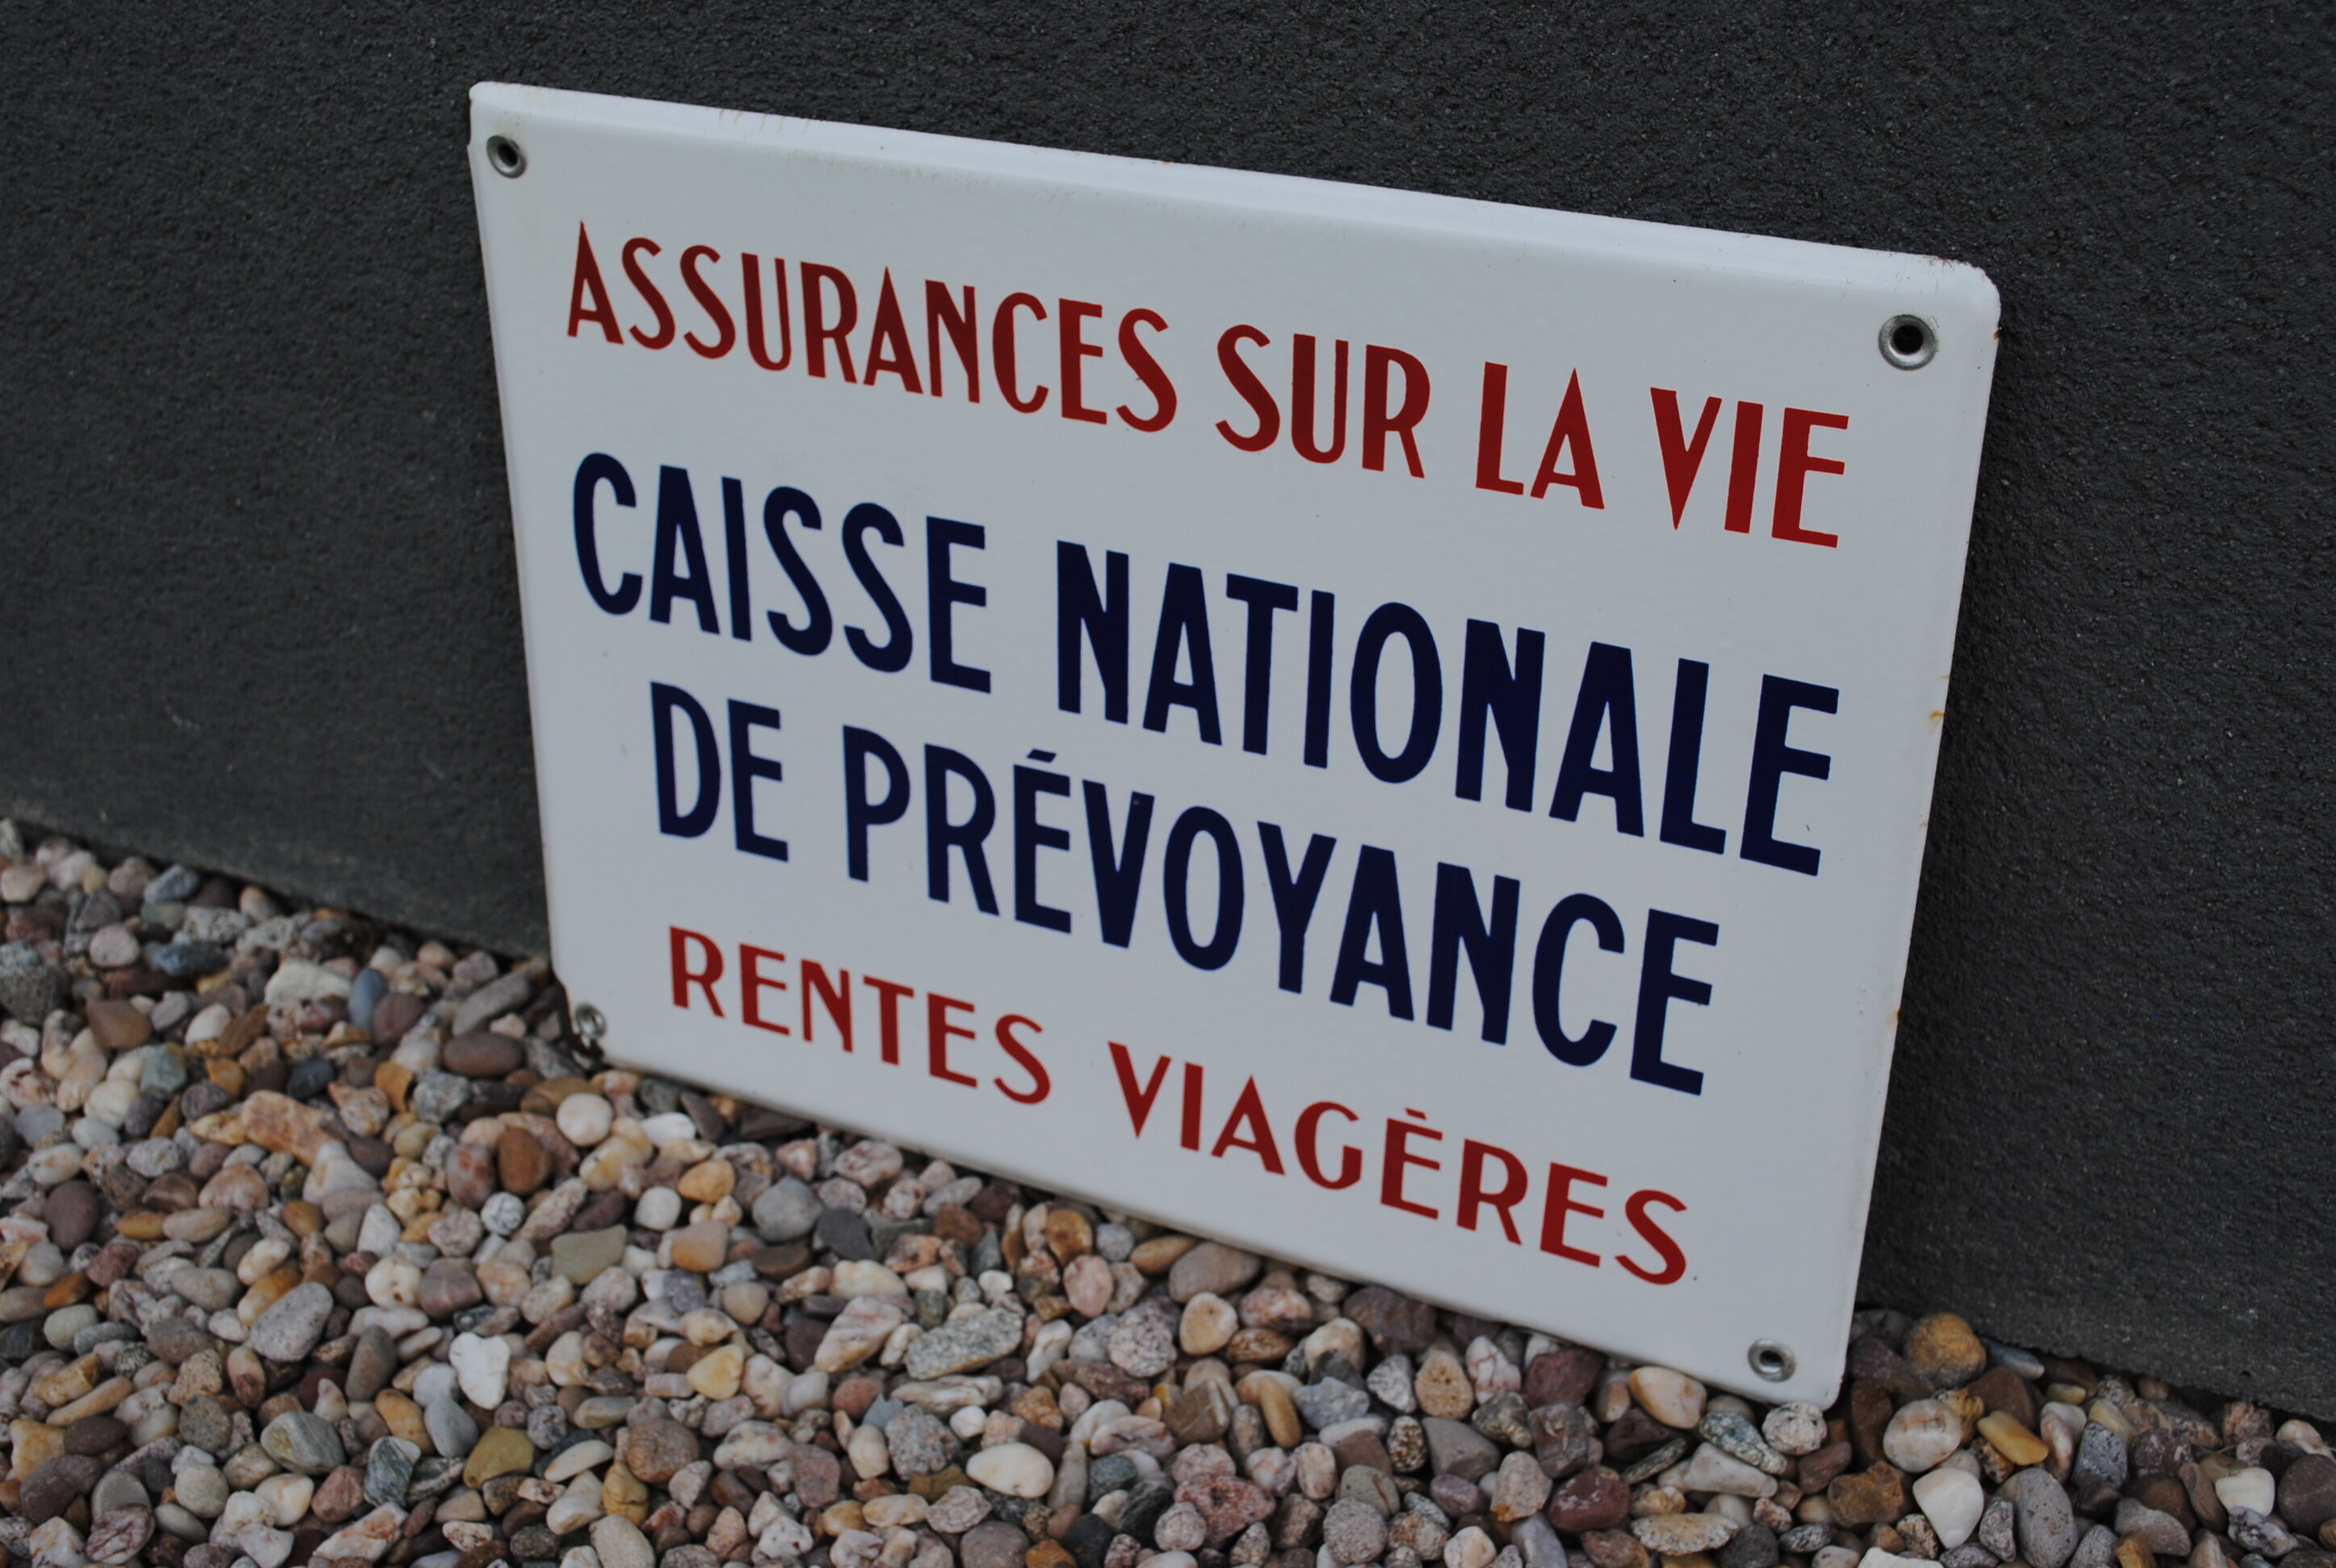 ASSURANCES SUR LA VIE
CAISSE NATIONALE
DE PRÉVOYANCE
RENTES VIAGÈRES